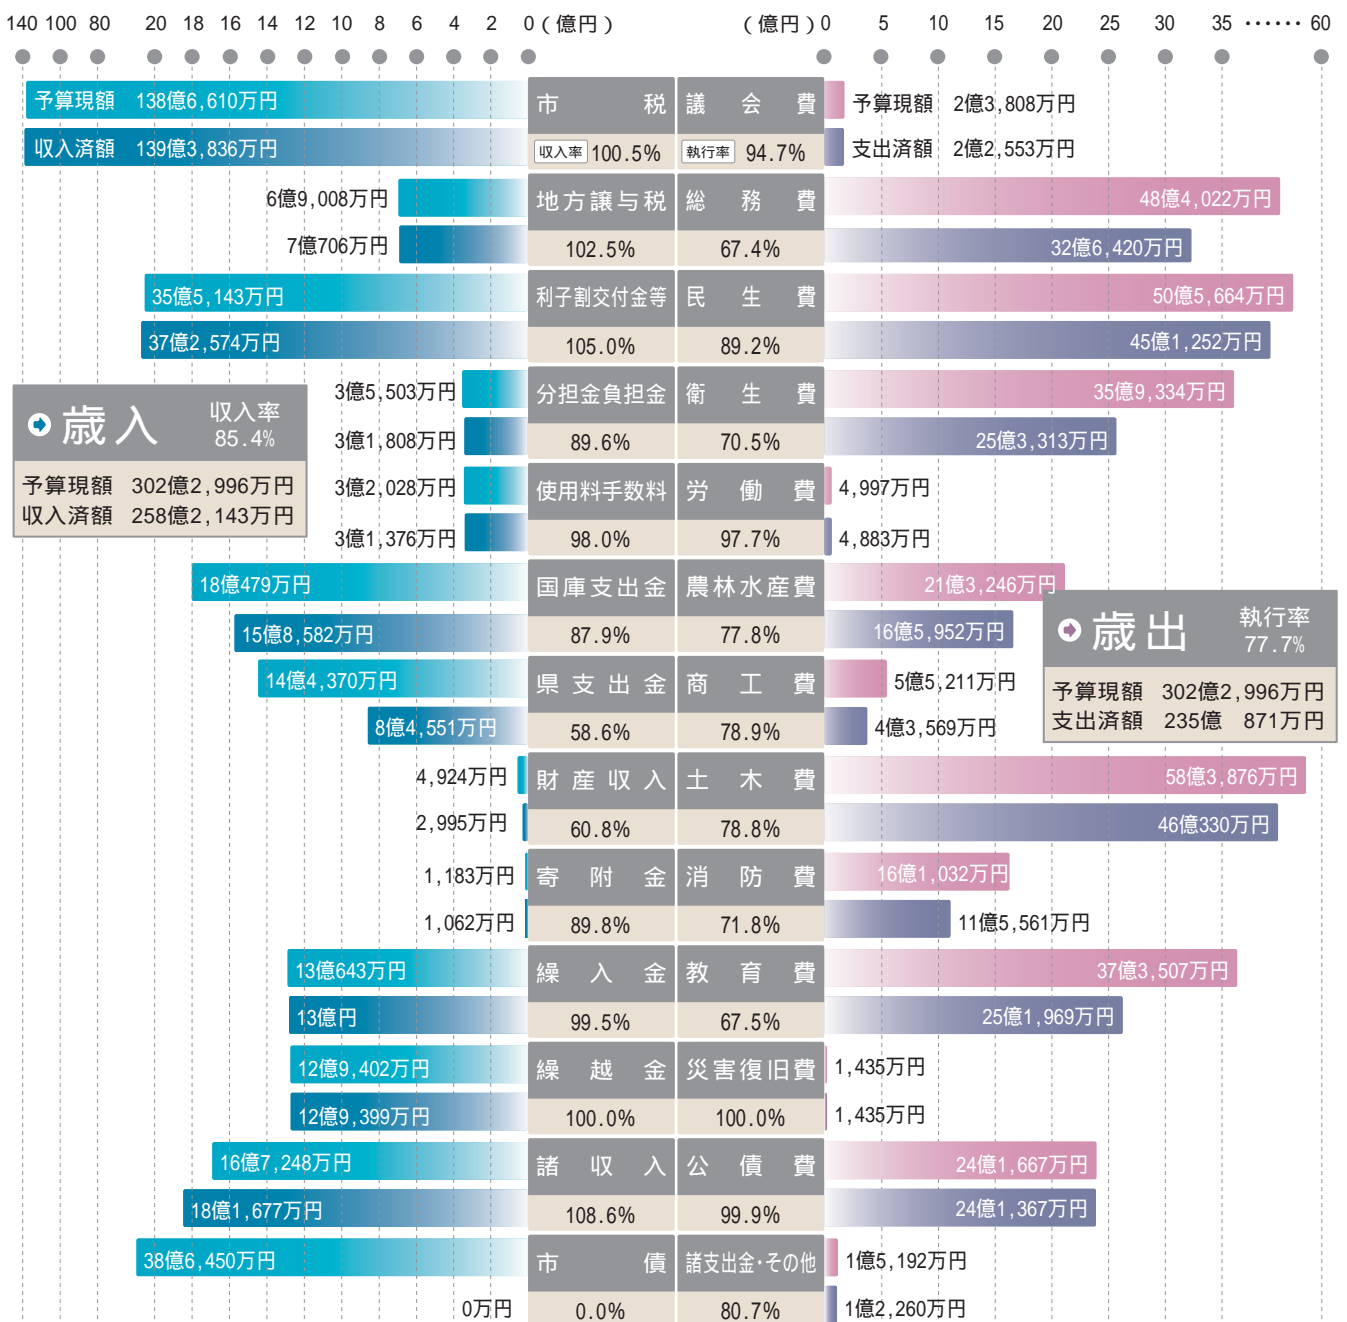 140 100 80 20 18 16 14 12 10 8 6 4 2 0(億円) (億円) 0 5 10 15 20 25 30 35 …… 60
予算現額 138億6,610万円 市税 議会費 予算現額 2億3,808万円
収入済額 139億3,836万円 収入率 100.5% 執行率 94.7% 支出済額 2億2,553万円
6億9,008万円 地方譲与税 総務費 48億4,022万円
7億706万円 102.5% 67.4% 32億6,420万円
35億5,143万円 利子割交付金等 民生費 50億5,664万円
37億2,574万円 105.0% 89.2% 45億1,252万円
3億5,503万円 分担金負担金 衛生費 35億9,334万円
3億1,808万円 89.6% 70.5% 25億3,313万円
歳入 収入率 85.4%
予算現額 302億2,996万円
収入済額 258億2,143万円
3億2,028万円 使用料手数料 労働費 4,997万円
3億1,376万円 98.0% 97.7% 4,883万円
18億479万円 国庫支出金 農林水産費 21億3,246万円
15億8,582万円 87.9% 77.8% 16億5,952万円
歳出 執行率 77.7%
予算現額 302億2,996万円
支出済額 235億 871万円
14億4,370万円 県支出金 商工費 5億5,211万円
8億4,551万円 58.6% 78.9% 4億3,569万円
4,924万円 財産収入 土木費 58億3,876万円
2,995万円 60.8% 78.8% 46億330万円
1,183万円 寄附金 消防費 16億1,032万円
1,062万円 89.8% 71.8% 11億5,561万円
13億643万円 繰入金 教育費 37億3,507万円
13億円 99.5% 67.5% 25億1,969万円
12億9,402万円 繰越金 災害復旧費 1,435万円
12億9,399万円 100.0% 100.0% 1,435万円
16億7,248万円 諸収入 公債費 24億1,667万円
18億1,677万円 108.6% 99.9% 24億1,367万円
38億6,450万円 市債 諸支出金・その他 1億5,192万円
0万円 0.0% 80.7% 1億2,260万円